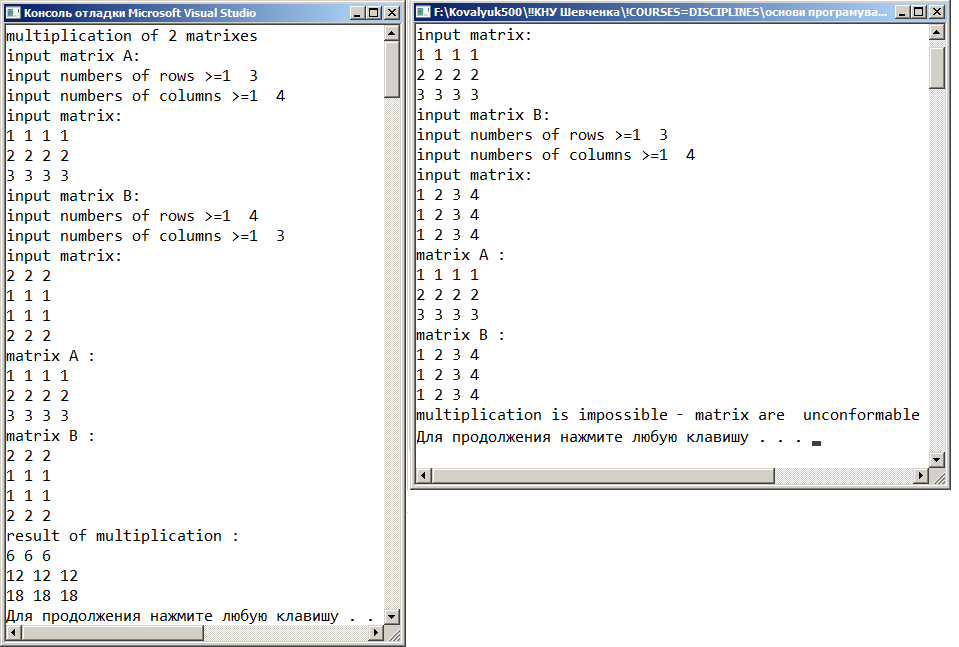 Консоль отладки Microsoft Visual Studio
multiplication of 2 matrixes
input matrix A:
input numbers of rows >=1  3
input numbers of columns >=1  4
input matrix:
1 1 1 1
2 2 2 2
3 3 3 3
input matrix B:
input numbers of rows >=1  4
input numbers of columns >=1  3
input matrix:
2 2 2
1 1 1
1 1 1
2 2 2
matrix A :
1 1 1 1
2 2 2 2
3 3 3 3
matrix B :
2 2 2
1 1 1
1 1 1
2 2 2
result of multiplication :
6 6 6
12 12 12
18 18 18
Для продолжения нажмите любую клавишу . .
F:\Kovalyuk500\!!КНУ Шевченка\!COURSES=DISCIPLINES\основи програмува...
input matrix:
1 1 1 1
2 2 2 2
3 3 3 3
input matrix B:
input numbers of rows >=1  3
input numbers of columns >=1  4
input matrix:
1 2 3 4
1 2 3 4
1 2 3 4
matrix A :
1 1 1 1
2 2 2 2
3 3 3 3
matrix B :
1 2 3 4
1 2 3 4
1 2 3 4
multiplication is impossible - matrix are  unconformable
Для продолжения нажмите любую клавишу . . .